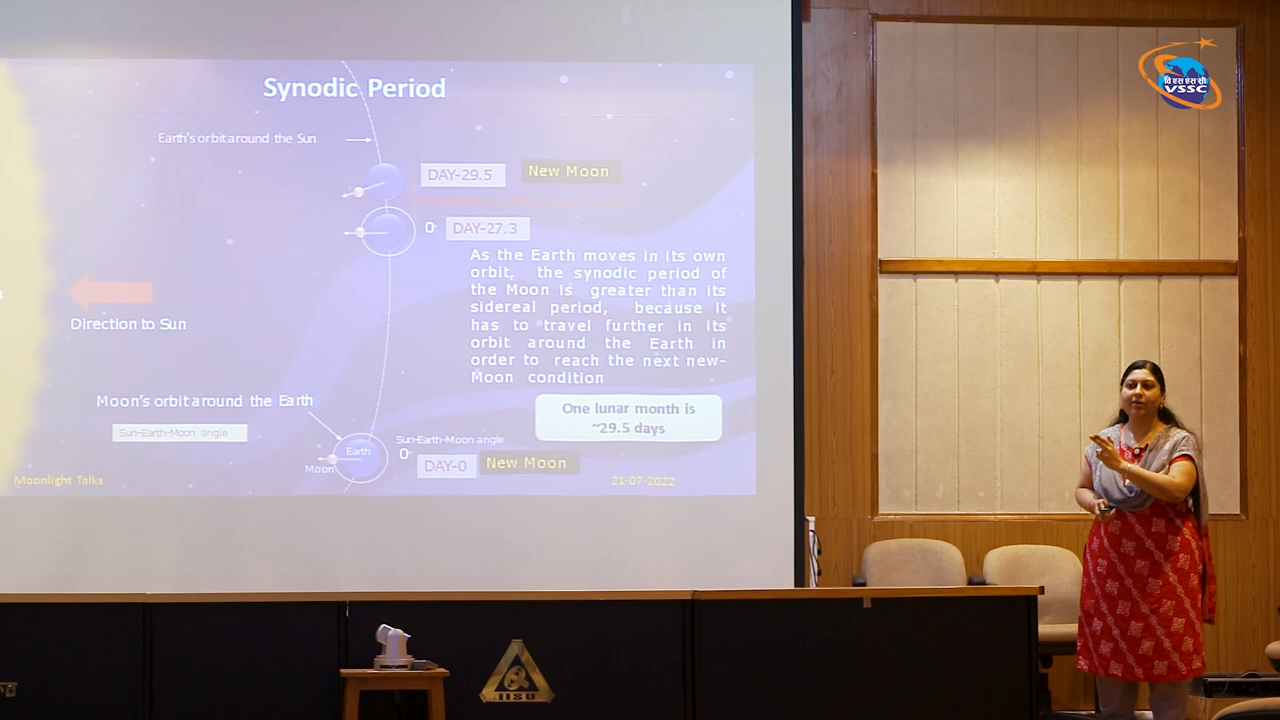 Synodic Period
Earth's orbit around the Sun
DAY-29.5
New Moon
0°
DAY-27.3
As the Earth moves in its own
orbit, the synodic period of
the Moon is greater than its
sidereal period, because it
has to travel further in its
orbit around the Earth in
order to reach the next new-
Moon condition
Direction to Sun
Moon's orbit around the Earth
Sun-Earth-Moon angle
One lunar month is
~29.5 days
Sun-Earth-Moon angle
0°
Earth
Moon
DAY-0
New Moon
Moonlight Talks
21-07-2022
वि एस एस सी
VSSC
IISU